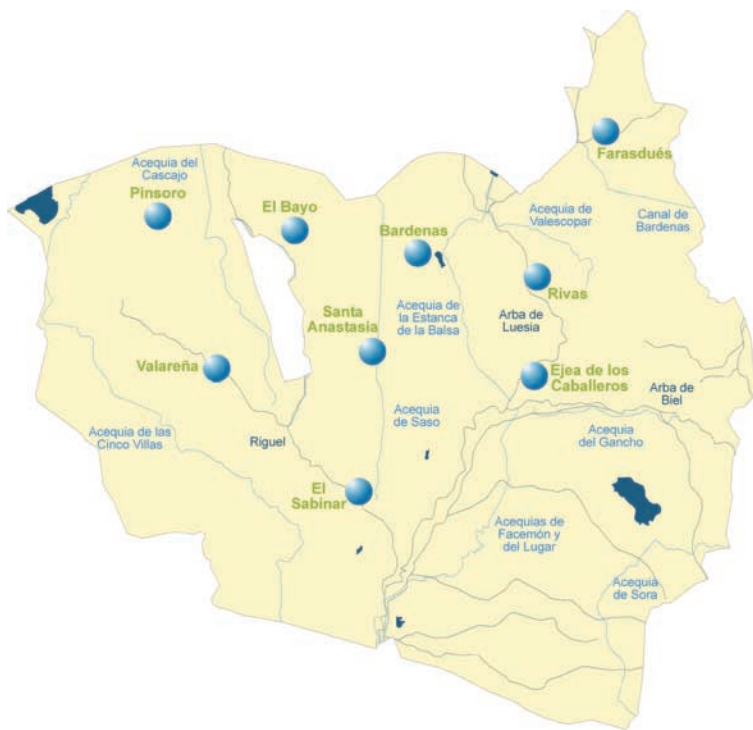 Farasdués
Acequia del
Cascajo
Pinsoro
El Bayo
Bardenas
Acequia de
Valescopar
Canal de
Bardenas
Rivas
Santa
Anastasia
Acequia de
la Estanca
de la Balsa
Arba de
Luesia
Valareña
Ejea de los
Caballeros
Arba de
Biel
Acequia
de Saso
Acequia de las
Cinco Villas
Riguel
Acequia
del Gancho
El
Sabinar
Acequias de
Facemón y
del Lugar
Acequia
de Sora